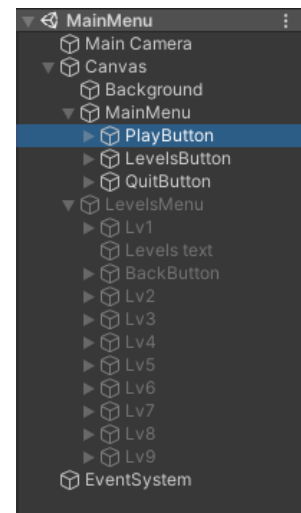 MainMenu
Main Camera
Canvas
Background
MainMenu
PlayButton
LevelsButton
QuitButton
LevelsMenu
Lv1
Levels text
BackButton
Lv2
Lv3
Lv4
Lv5
Lv6
Lv7
Lv8
Lv9
EventSystem